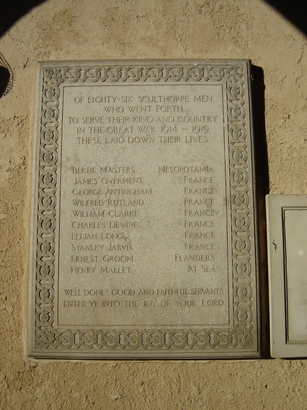 OF EIGHTY-SIX SCULTHORPE MEN
WHO WENT FORTH
TO SERVE THEIR KING AND COUNTRY
IN THE GREAT WAR 1914 – 1919
THESE LAID DOWN THEIR LIVES
BERTIE MASTERS, MESOPOTAMIA
JAMES OVERMENT FRANCE
GEORGE ANTINGHAM FRANCE
WILFRED RUTLAND FRANCE
WILLIAM CLARKE FRANCE
CHARLES DEWING FRANCE
ELIJAH LONG FRANCE
STANLEY JARVIS FRANCE
ERNEST GROOM FLANDERS
HENRY MALLET AT SEA
WELL DONE! GOOD AND FAITHFUL SERVANTS
ENTER YE INTO THE JOY OF YOUR LORD